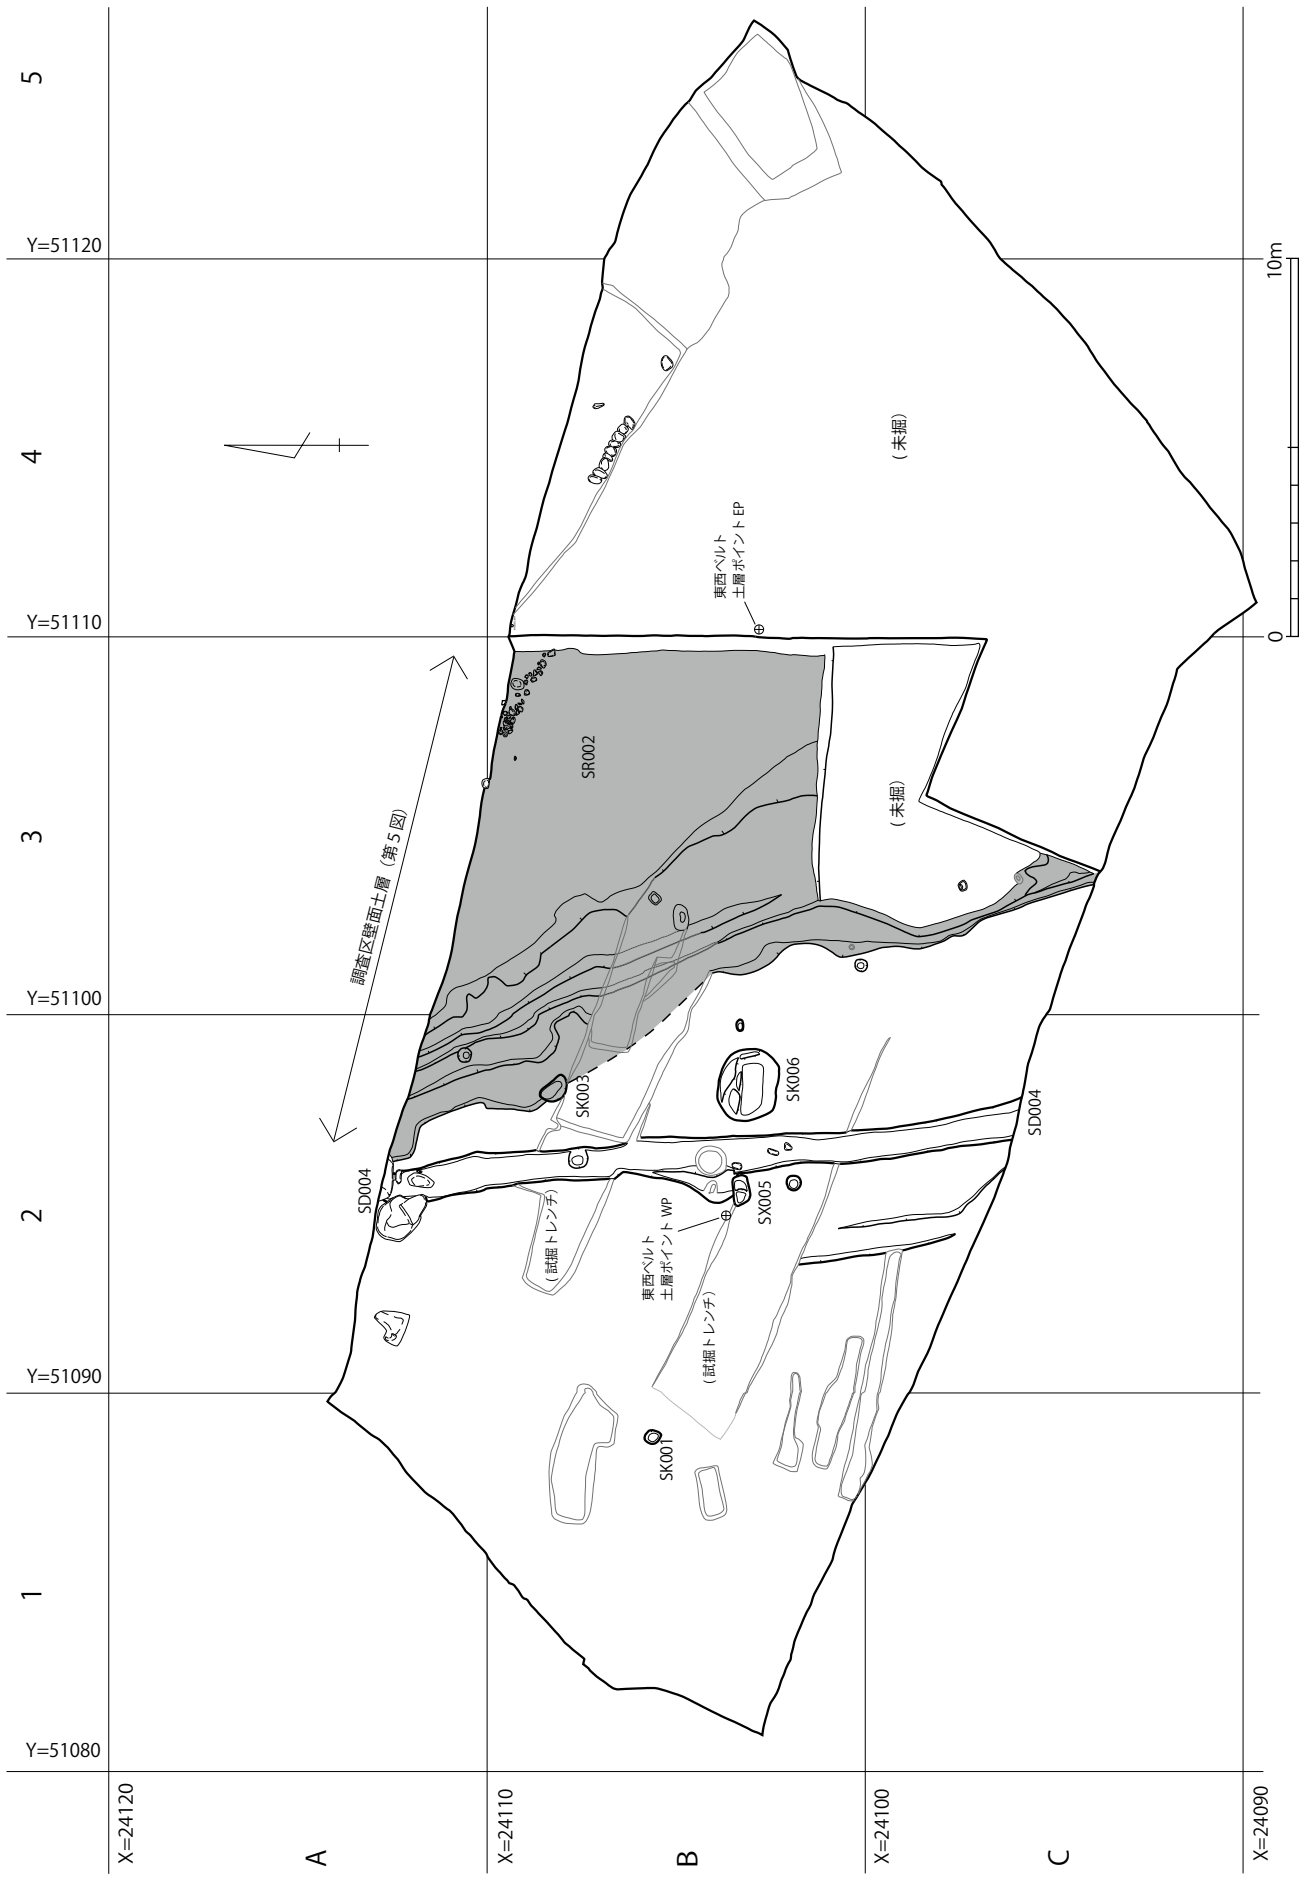 1
2
3
4
5
Y=51080
Y=51090
Y=51100
Y=51110
Y=51120
X=24120
A
X=24110
B
X=24100
C
X=24090
調査区壁面土層（第５図）
SD004
SK003
SR002
(試掘トレンチ)
東西ベルト
土層ポイント WP
(試掘トレンチ)
SK001
SX005
SK006
東西ベルト
土層ポイント EP
(未掘)
(未掘)
SD004
0
10m